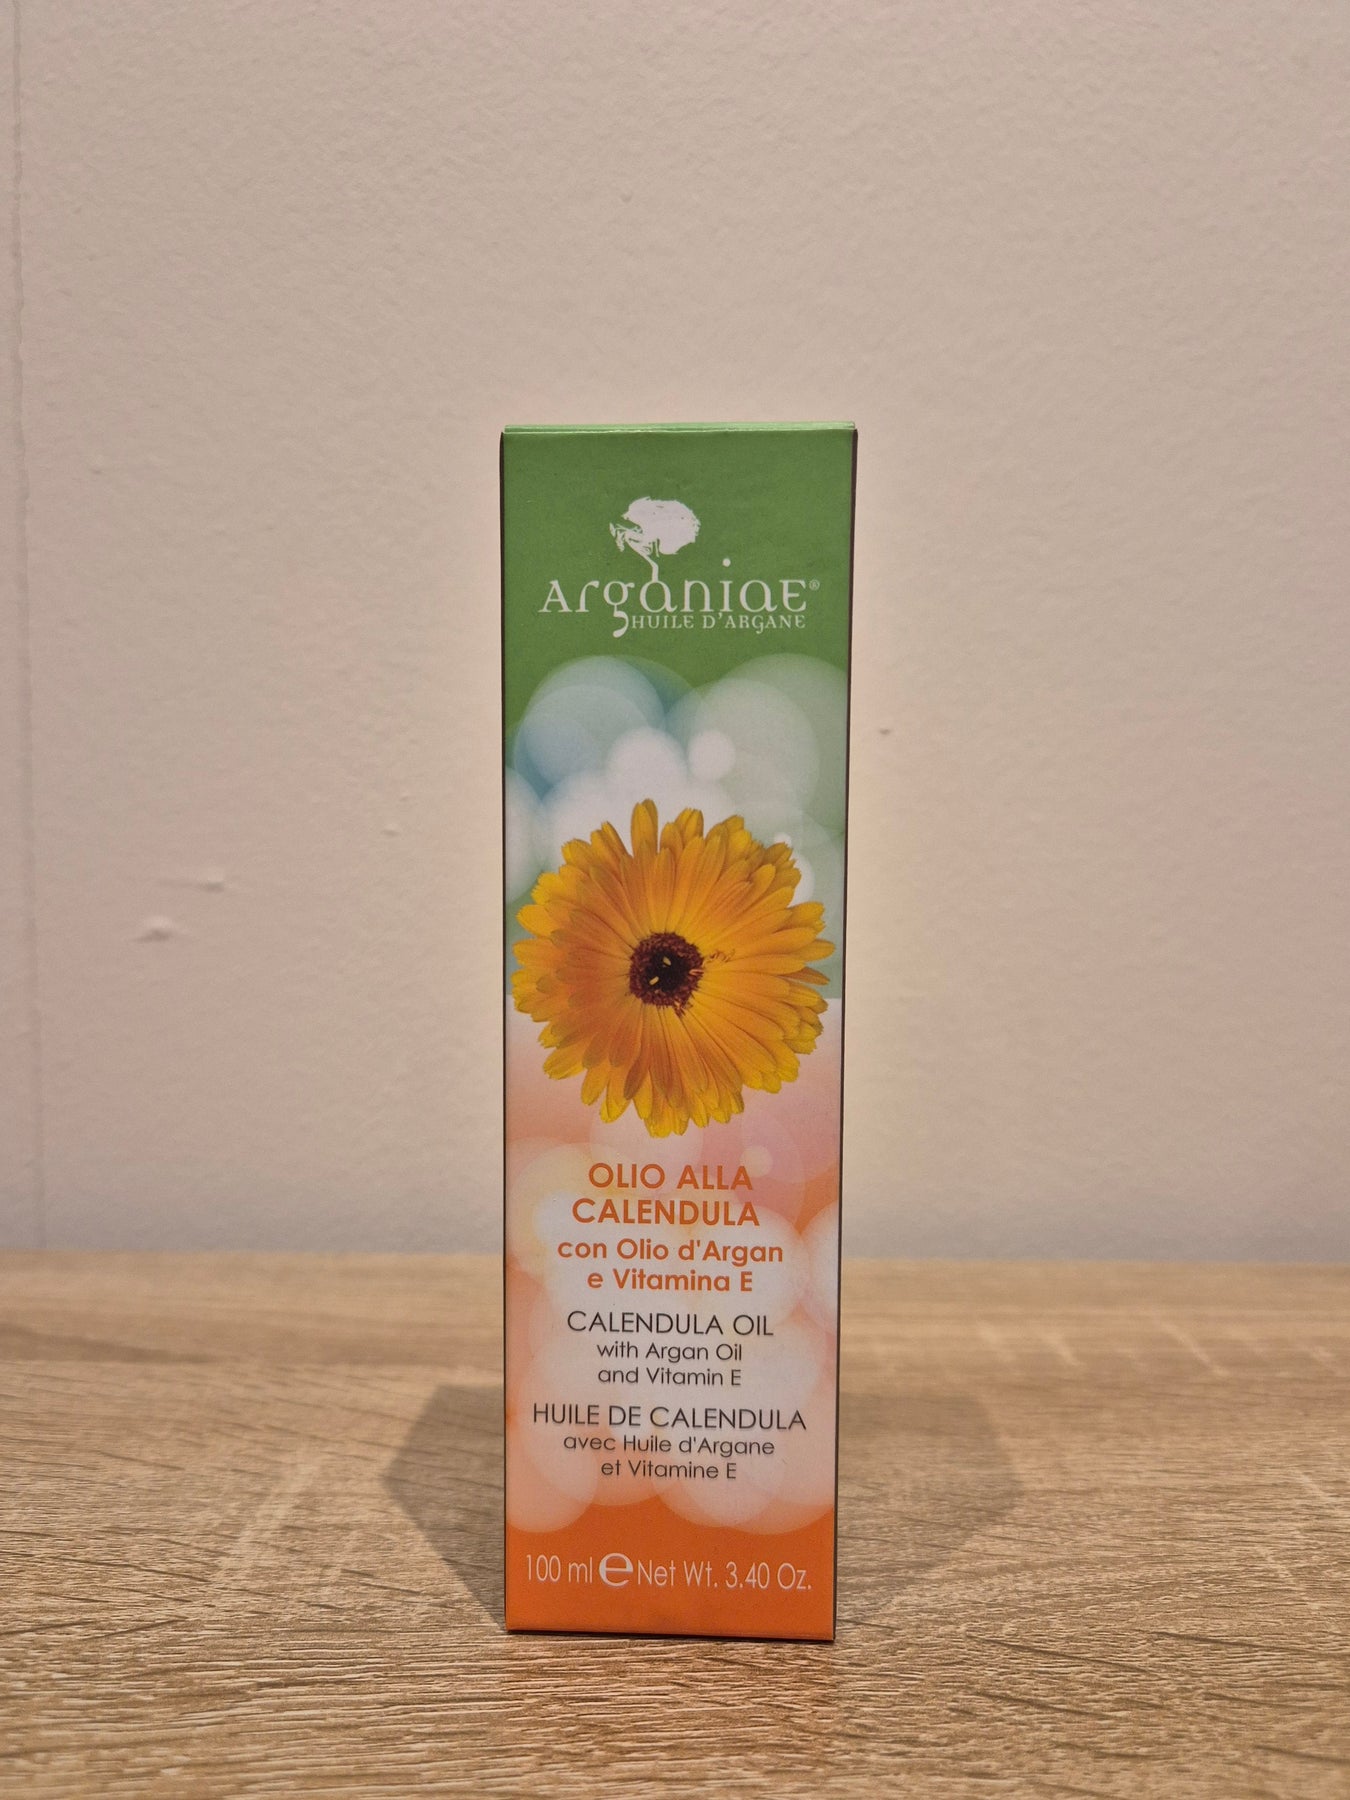 ArganiaE®
HUILE D'ARGANE
OLIO ALLA
CALENDULA
con Olio d'Argan
e Vitamina E
CALENDULA OIL
with Argan Oil
and Vitamin E
HUILE DE CALENDULA
avec Huile d'Argane
et Vitamine E
100 ml ℮ Net Wt. 3.40 Oz.